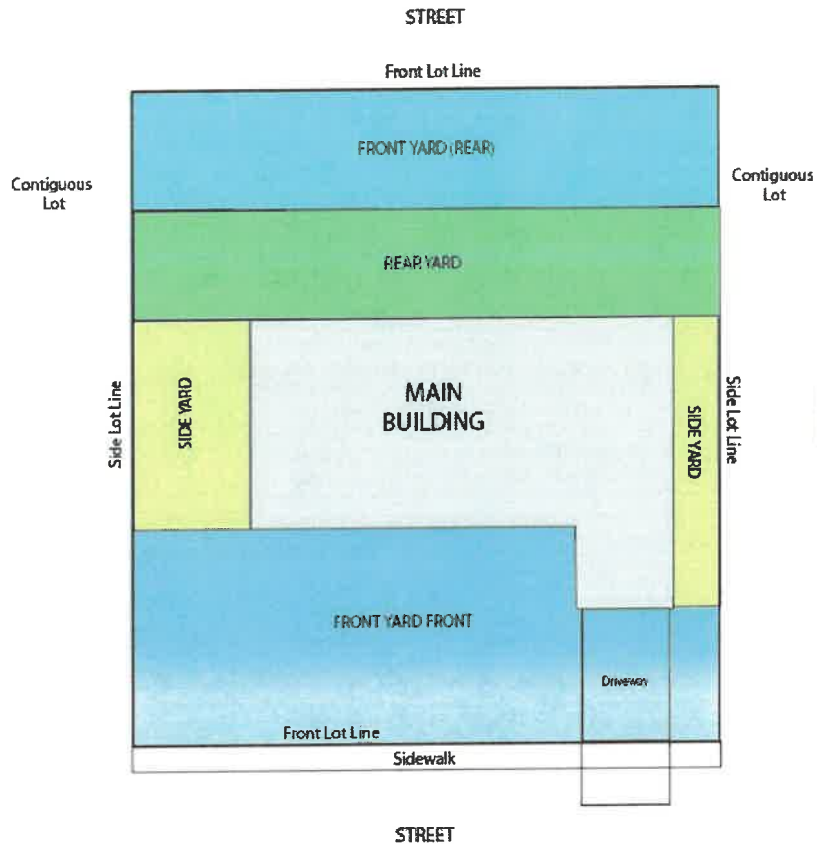 STREET
Front Lot Line
FRONT YARD (REAR)
Contiguous
Lot
Contiguous
Lot
REAR YARD
Side Lot Line
SIDE YARD
MAIN
BUILDING
SIDE YARD
Side Lot Line
FRONT YARD FRONT
Driveway
Front Lot Line
Sidewalk
STREET